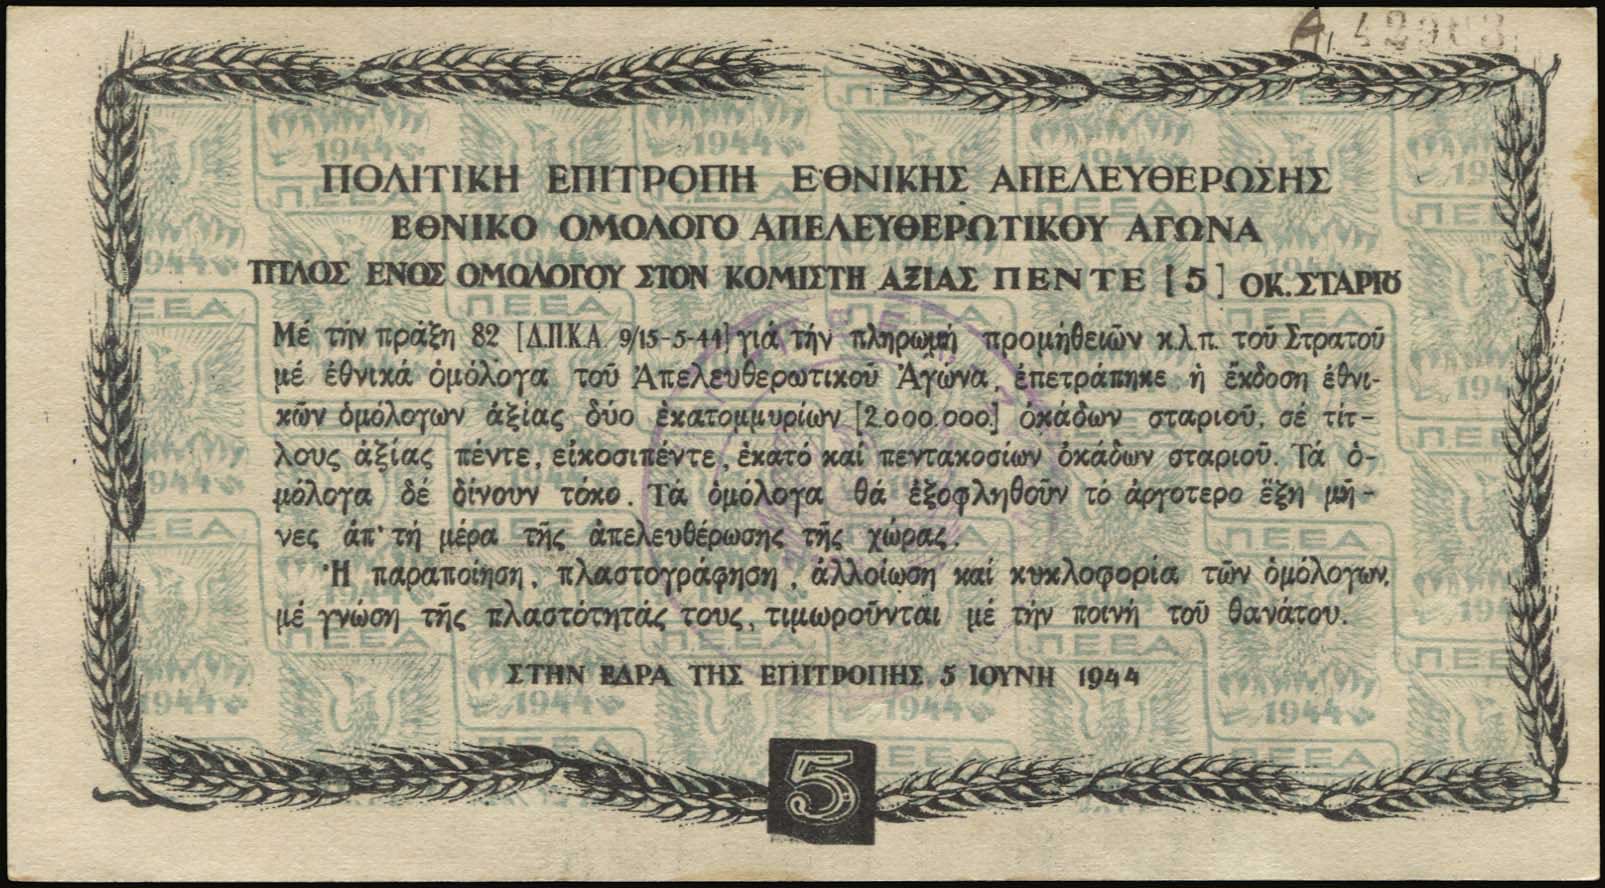 ΠΟΛΙΤΙΚΗ ΕΠΙΤΡΟΠΗ ΕΘΝΙΚΗΣ ΑΠΕΛΕΥΘΕΡΩΣΗΣ
ΕΘΝΙΚΟ ΟΜΟΛΟΓΟ ΑΠΕΛΕΥΘΕΡΩΤΙΚΟΥ ΑΓΩΝΑ
ΤΙΤΛΟΣ ΕΝΟΣ ΟΜΟΛΟΓΟΥ ΣΤΟΝ ΚΟΜΙΣΤΗ ΑΞΙΑΣ ΠΕΝΤΕ [5] ΟΚ. ΣΤΑΡΙȢ
Μέ τήν πράξη 82 [Δ.Π.Κ.Α. 9/15-5-44] γιά τήν πληρωμή προμήθειῶν κ.λ.π. τοῦ Στρατοῦ
μέ ἐθνικά ὁμόλογα τοῦ Ἀπελευθερωτικοῦ Ἀγώνα, ἐπετράπηκε ἡ ἔκδοση ἐθνι-
κῶν ὁμόλογων ἀξίας δύο ἑκατομμυρίων [2.000.000.] ὀκάδων σταριοῦ, σέ τίτ-
λους ἀξίας πέντε, εἰκοσιπέντε, ἑκατό καί πεντακοσίων ὀκάδων σταριοῦ. Τά ὁ-
μόλογα δέ δίνουν τόκο. Τά ὁμόλογα θά ἐξοφληθοῦν τό ἀργοτερο ἕξη μῆ-
νες ἀπ' τή μέρα τῆς ἀπελευθέρωσης τῆς χώρας.
Ἡ παραποίηση, πλαστογράφηση, ἀλλοίωση καί κυκλοφορία τῶν ὁμόλογων,
μέ γνώση τῆς πλαστότητάς τους, τιμωροῦνται μέ τήν ποινή τοῦ θανάτου.
ΣΤΗΝ ΕΔΡΑ ΤΗΣ ΕΠΙΤΡΟΠΗΣ 5 ΙΟΥΝΗ 1944
5